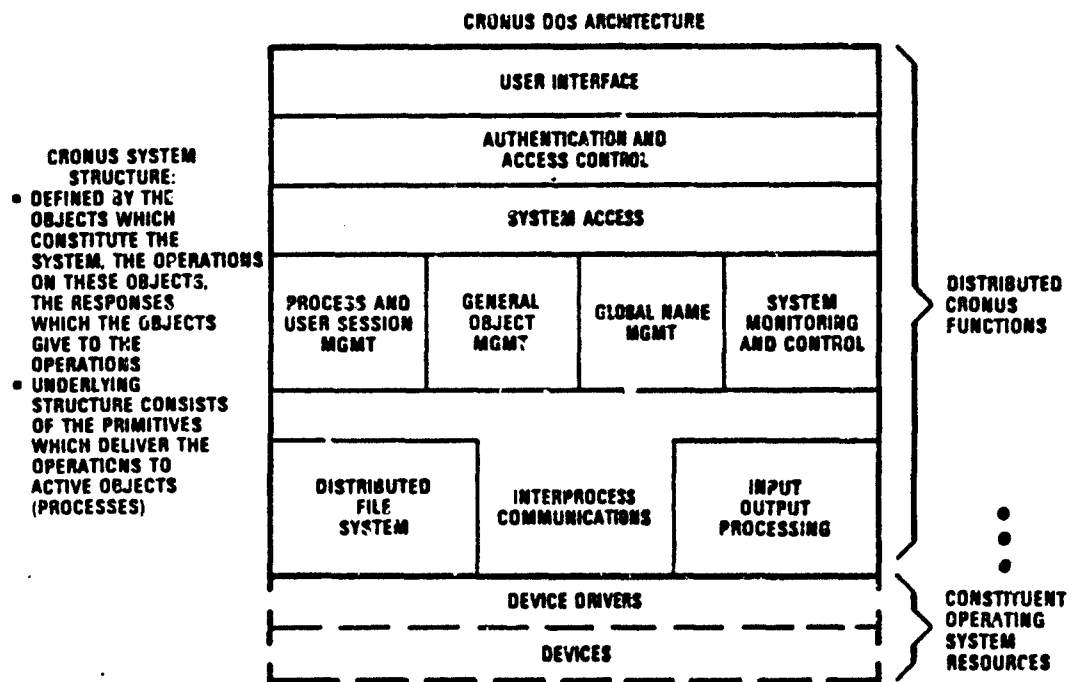 CRONUS DOS ARCHITECTURE
USER INTERFACE
AUTHENTICATION AND
ACCESS CONTROL
SYSTEM ACCESS
PROCESS AND
USER SESSION
MGMT
GENERAL
OBJECT
MGMT
GLOBAL NAME
MGMT
SYSTEM
MONITORING
AND CONTROL
DISTRIBUTED
FILE
SYSTEM
INTERPROCESS
COMMUNICATIONS
INPUT
OUTPUT
PROCESSING
DEVICE DRIVERS
DEVICES
CRONUS SYSTEM
STRUCTURE:
• DEFINED BY THE
OBJECTS WHICH
CONSTITUTE THE
SYSTEM, THE OPERATIONS
ON THESE OBJECTS,
THE RESPONSES
WHICH THE OBJECTS
GIVE TO THE
OPERATIONS
• UNDERLYING
STRUCTURE CONSISTS
OF THE PRIMITIVES
WHICH DELIVER THE
OPERATIONS TO
ACTIVE OBJECTS
(PROCESSES)
DISTRIBUTED
CRONUS
FUNCTIONS
CONSTITUENT
OPERATING
SYSTEM
RESOURCES